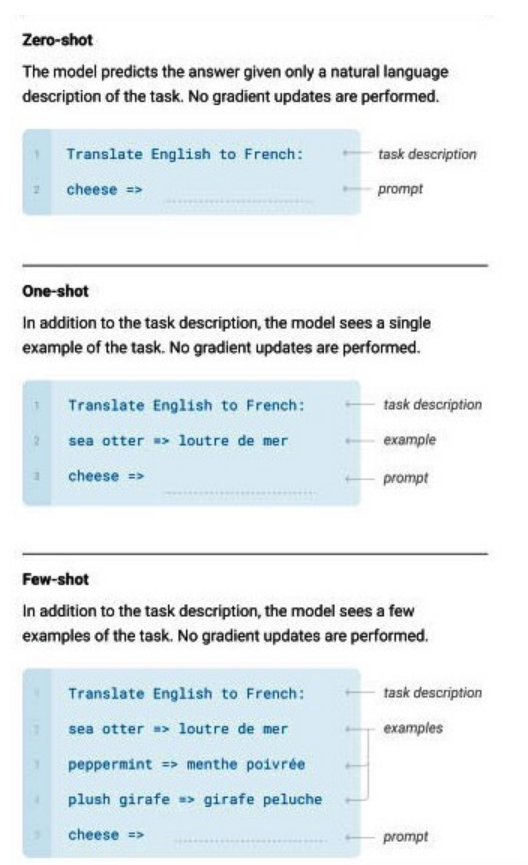 Zero-shot
The model predicts the answer given only a natural language
description of the task. No gradient updates are performed.
1 Translate English to French: task description
2 cheese => prompt
One-shot
In addition to the task description, the model sees a single
example of the task. No gradient updates are performed.
1 Translate English to French: task description
2 sea otter => loutre de mer example
3 cheese => prompt
Few-shot
In addition to the task description, the model sees a few
examples of the task. No gradient updates are performed.
1 Translate English to French: task description
2 sea otter => loutre de mer examples
3 peppermint => menthe poivrée
4 plush girafe => girafe peluche
5 cheese => prompt